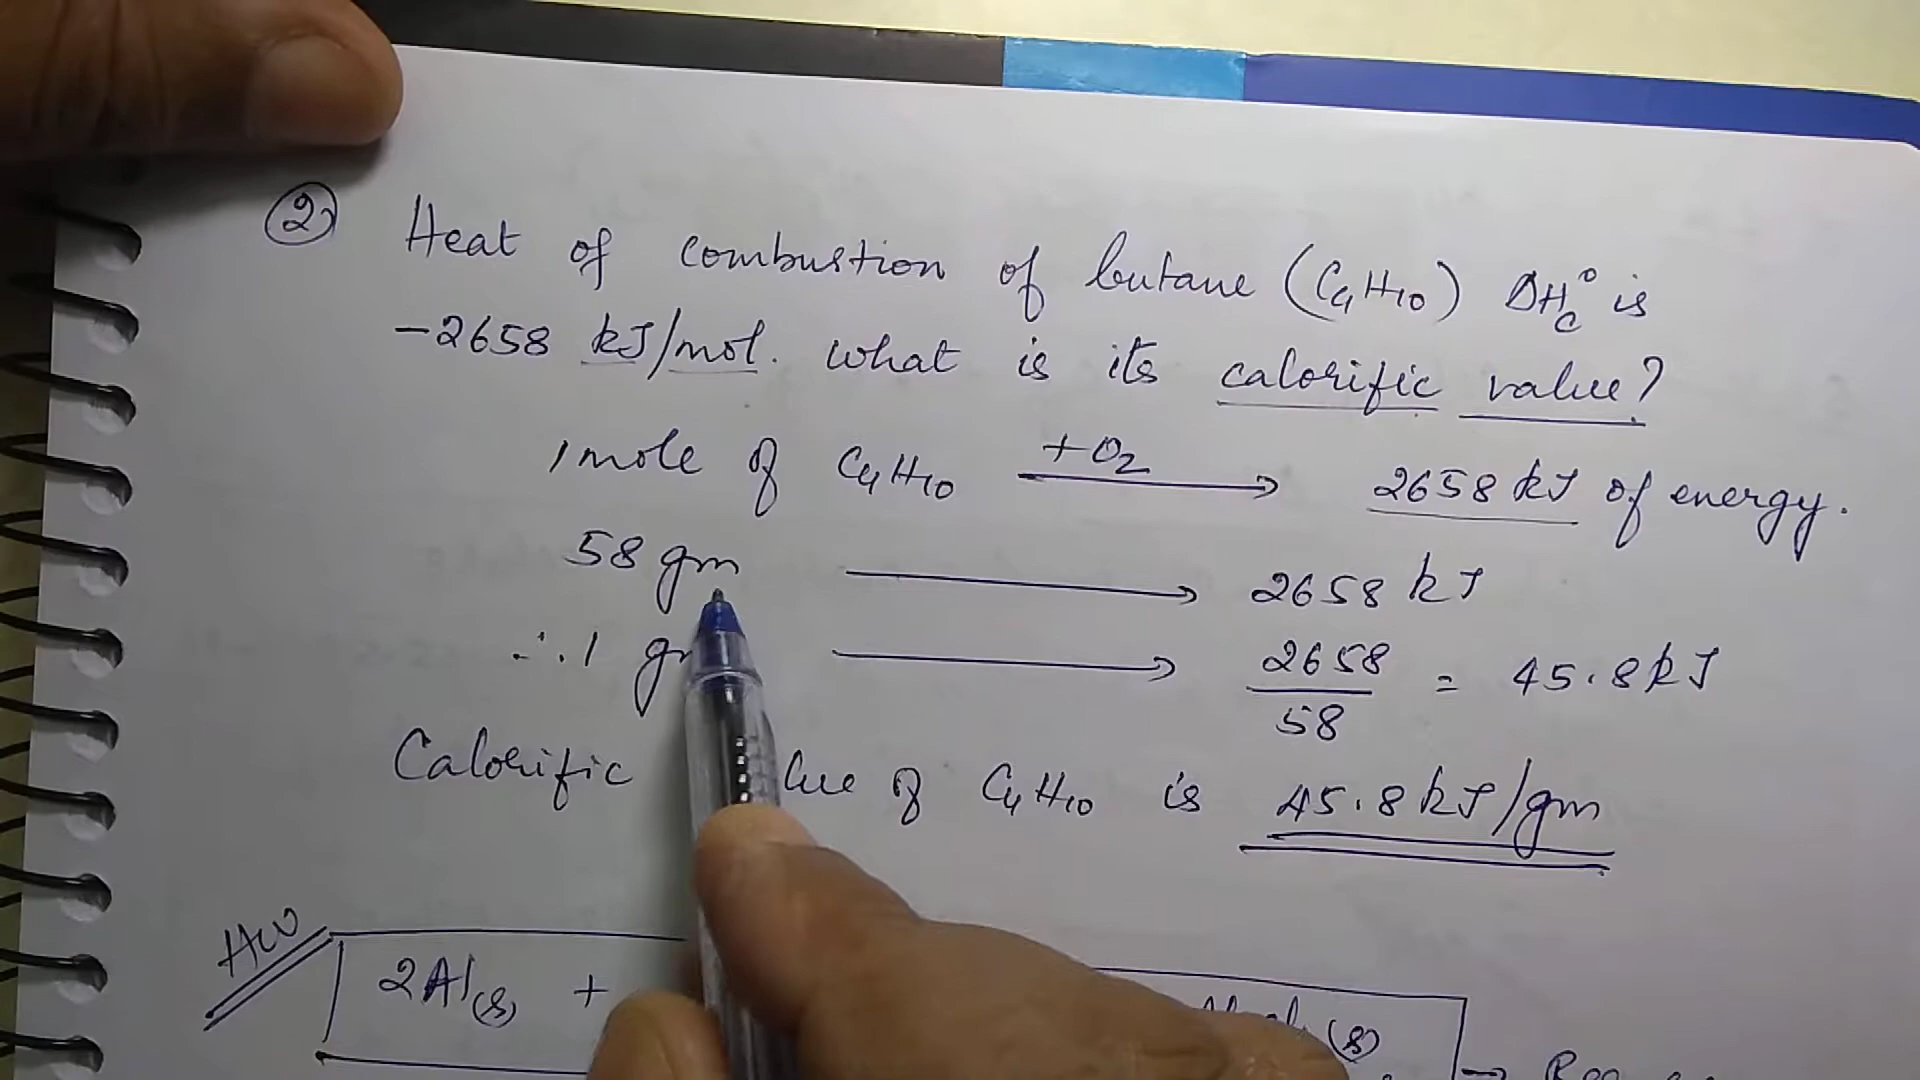 2) Heat of combustion of butane (C₄H₁₀) ΔH°c is
-2658 kJ/mol. What is its calorific value?
1 mole of C₄H₁₀ +O₂ → 2658 kJ of energy.
58 gm → 2658 kJ
∴ 1 → 2658/58 = 45.8 kJ
Calorific of C₄H₁₀ is 45.8 kJ/gm
HW
2Al(s) + (s) →